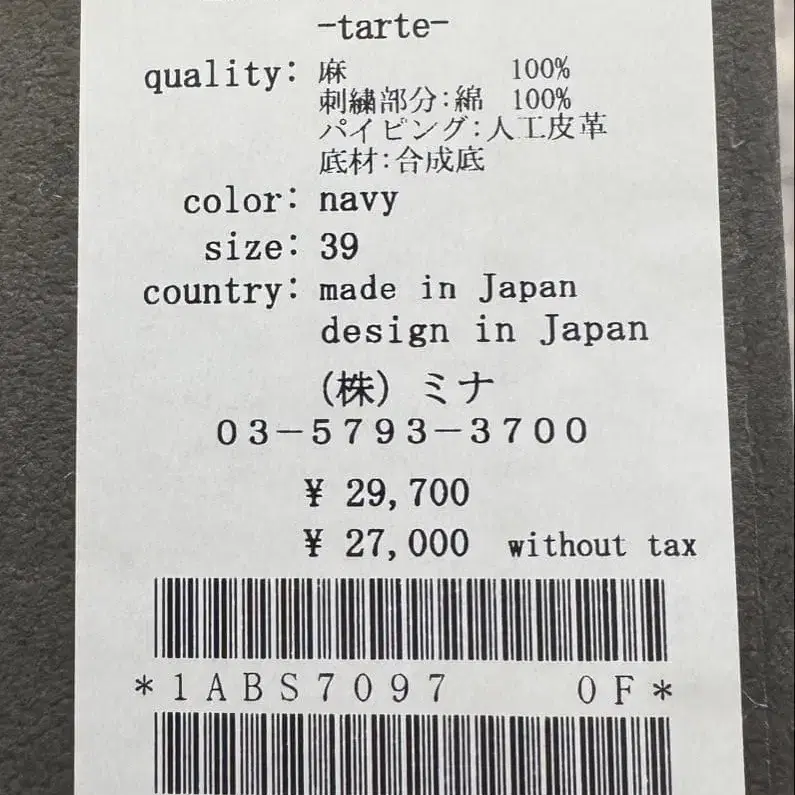 -tarte-
quality: 麻 100%
刺繍部分:綿 100%
パイピング:人工皮革
底材:合成底
color: navy
size: 39
country: made in Japan
design in Japan
(株) ミナ
03-5793-3700
¥ 29,700
¥ 27,000 without tax
*1ABS7097 0F*